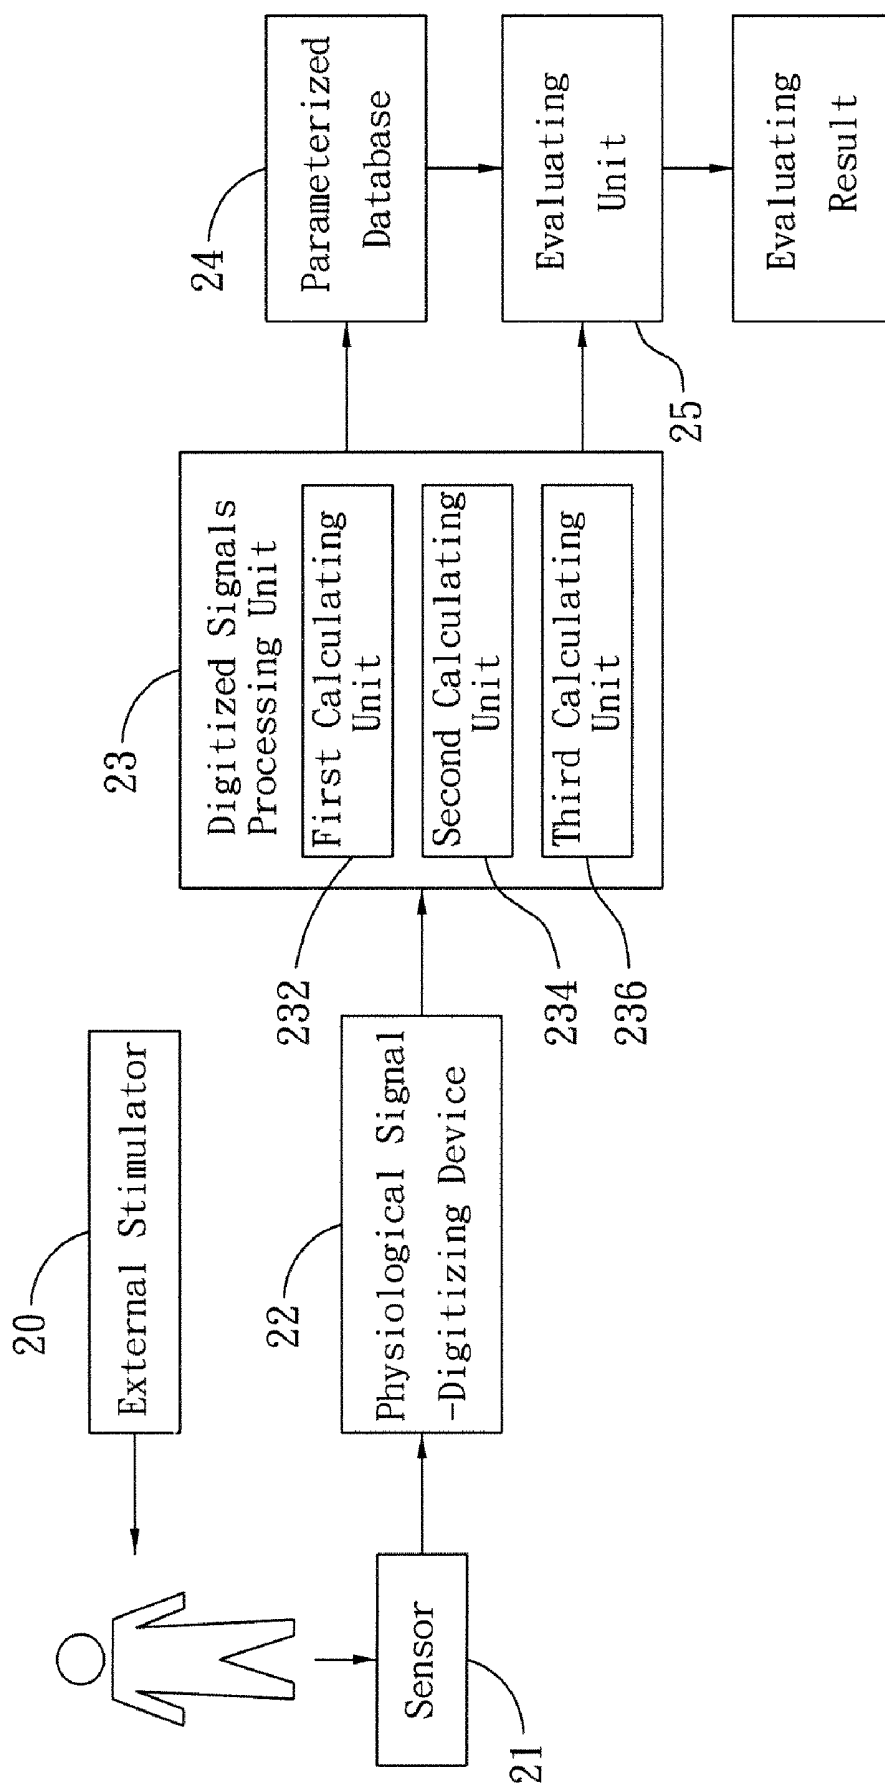 20
External Stimulator
Sensor
21
22
Physiological Signal
-Digitizing Device
23
Digitized Signals
Processing Unit
First Calculating
Unit
232
Second Calculating
Unit
234
Third Calculating
Unit
236
24
Parameterized
Database
Evaluating
Unit
25
Evaluating
Result